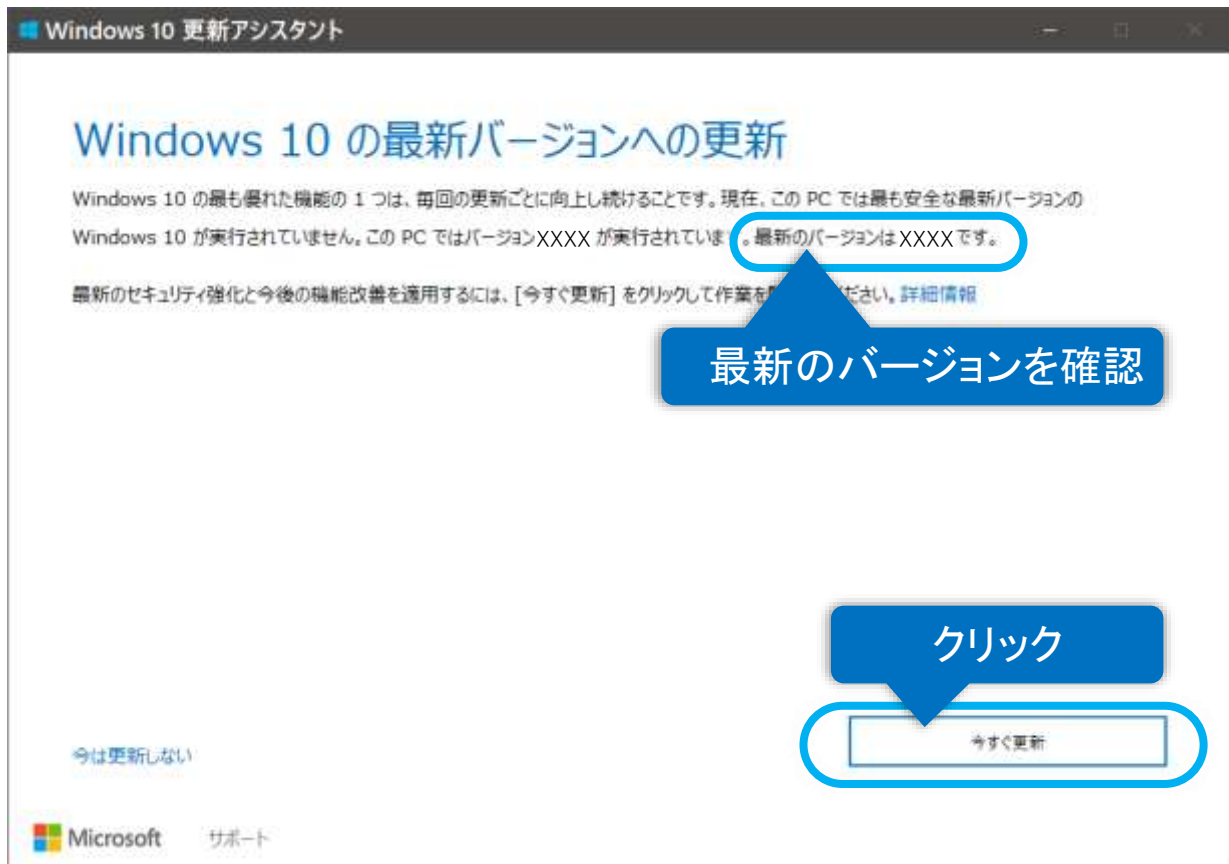 Windows 10 更新アシスタント
Windows 10 の最新バージョンへの更新
Windows 10 の最も優れた機能の 1 つは、毎回の更新ごとに向上し続けることです。現在、この PC では最も安全な最新バージョンの
Windows 10 が実行されていません。この PC ではバージョンXXXX が実行されていま。最新のバージョンは XXXX です。
最新のセキュリティ強化と今後の機能改善を適用するには、[今すぐ更新] をクリックして作業を ださい。詳細情報
最新のバージョンを確認
クリック
今すぐ更新
今は更新しない
Microsoft サポート